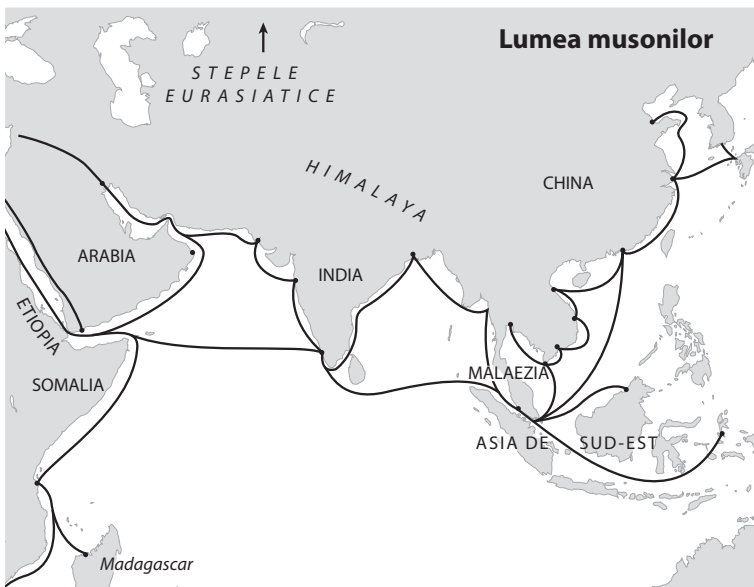 Lumea musonilor
STEPELE
EURASIATICE
HIMALAYA
CHINA
ARABIA
INDIA
ETIOPIA
SOMALIA
MALAEZIA
ASIA DE SUD-EST
Madagascar